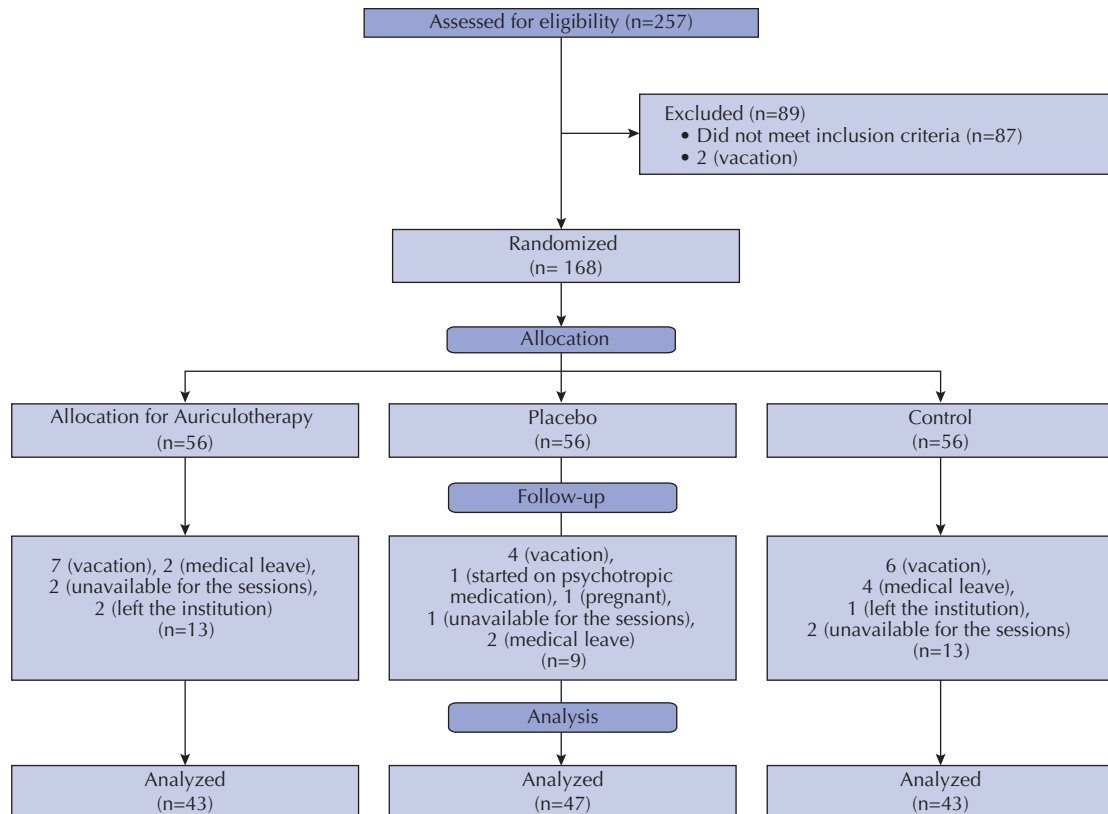 Assessed for eligibility (n=257)
Excluded (n=89)
• Did not meet inclusion criteria (n=87)
• 2 (vacation)
Randomized
(n= 168)
Allocation
Allocation for Auriculotherapy
(n=56)
Placebo
(n=56)
Control
(n=56)
Follow-up
7 (vacation), 2 (medical leave),
2 (unavailable for the sessions),
2 (left the institution)
(n=13)
4 (vacation),
1 (started on psychotropic
medication), 1 (pregnant),
1 (unavailable for the sessions),
2 (medical leave)
(n=9)
6 (vacation),
4 (medical leave),
1 (left the institution),
2 (unavailable for the sessions)
(n=13)
Analysis
Analyzed
(n=43)
Analyzed
(n=47)
Analyzed
(n=43)